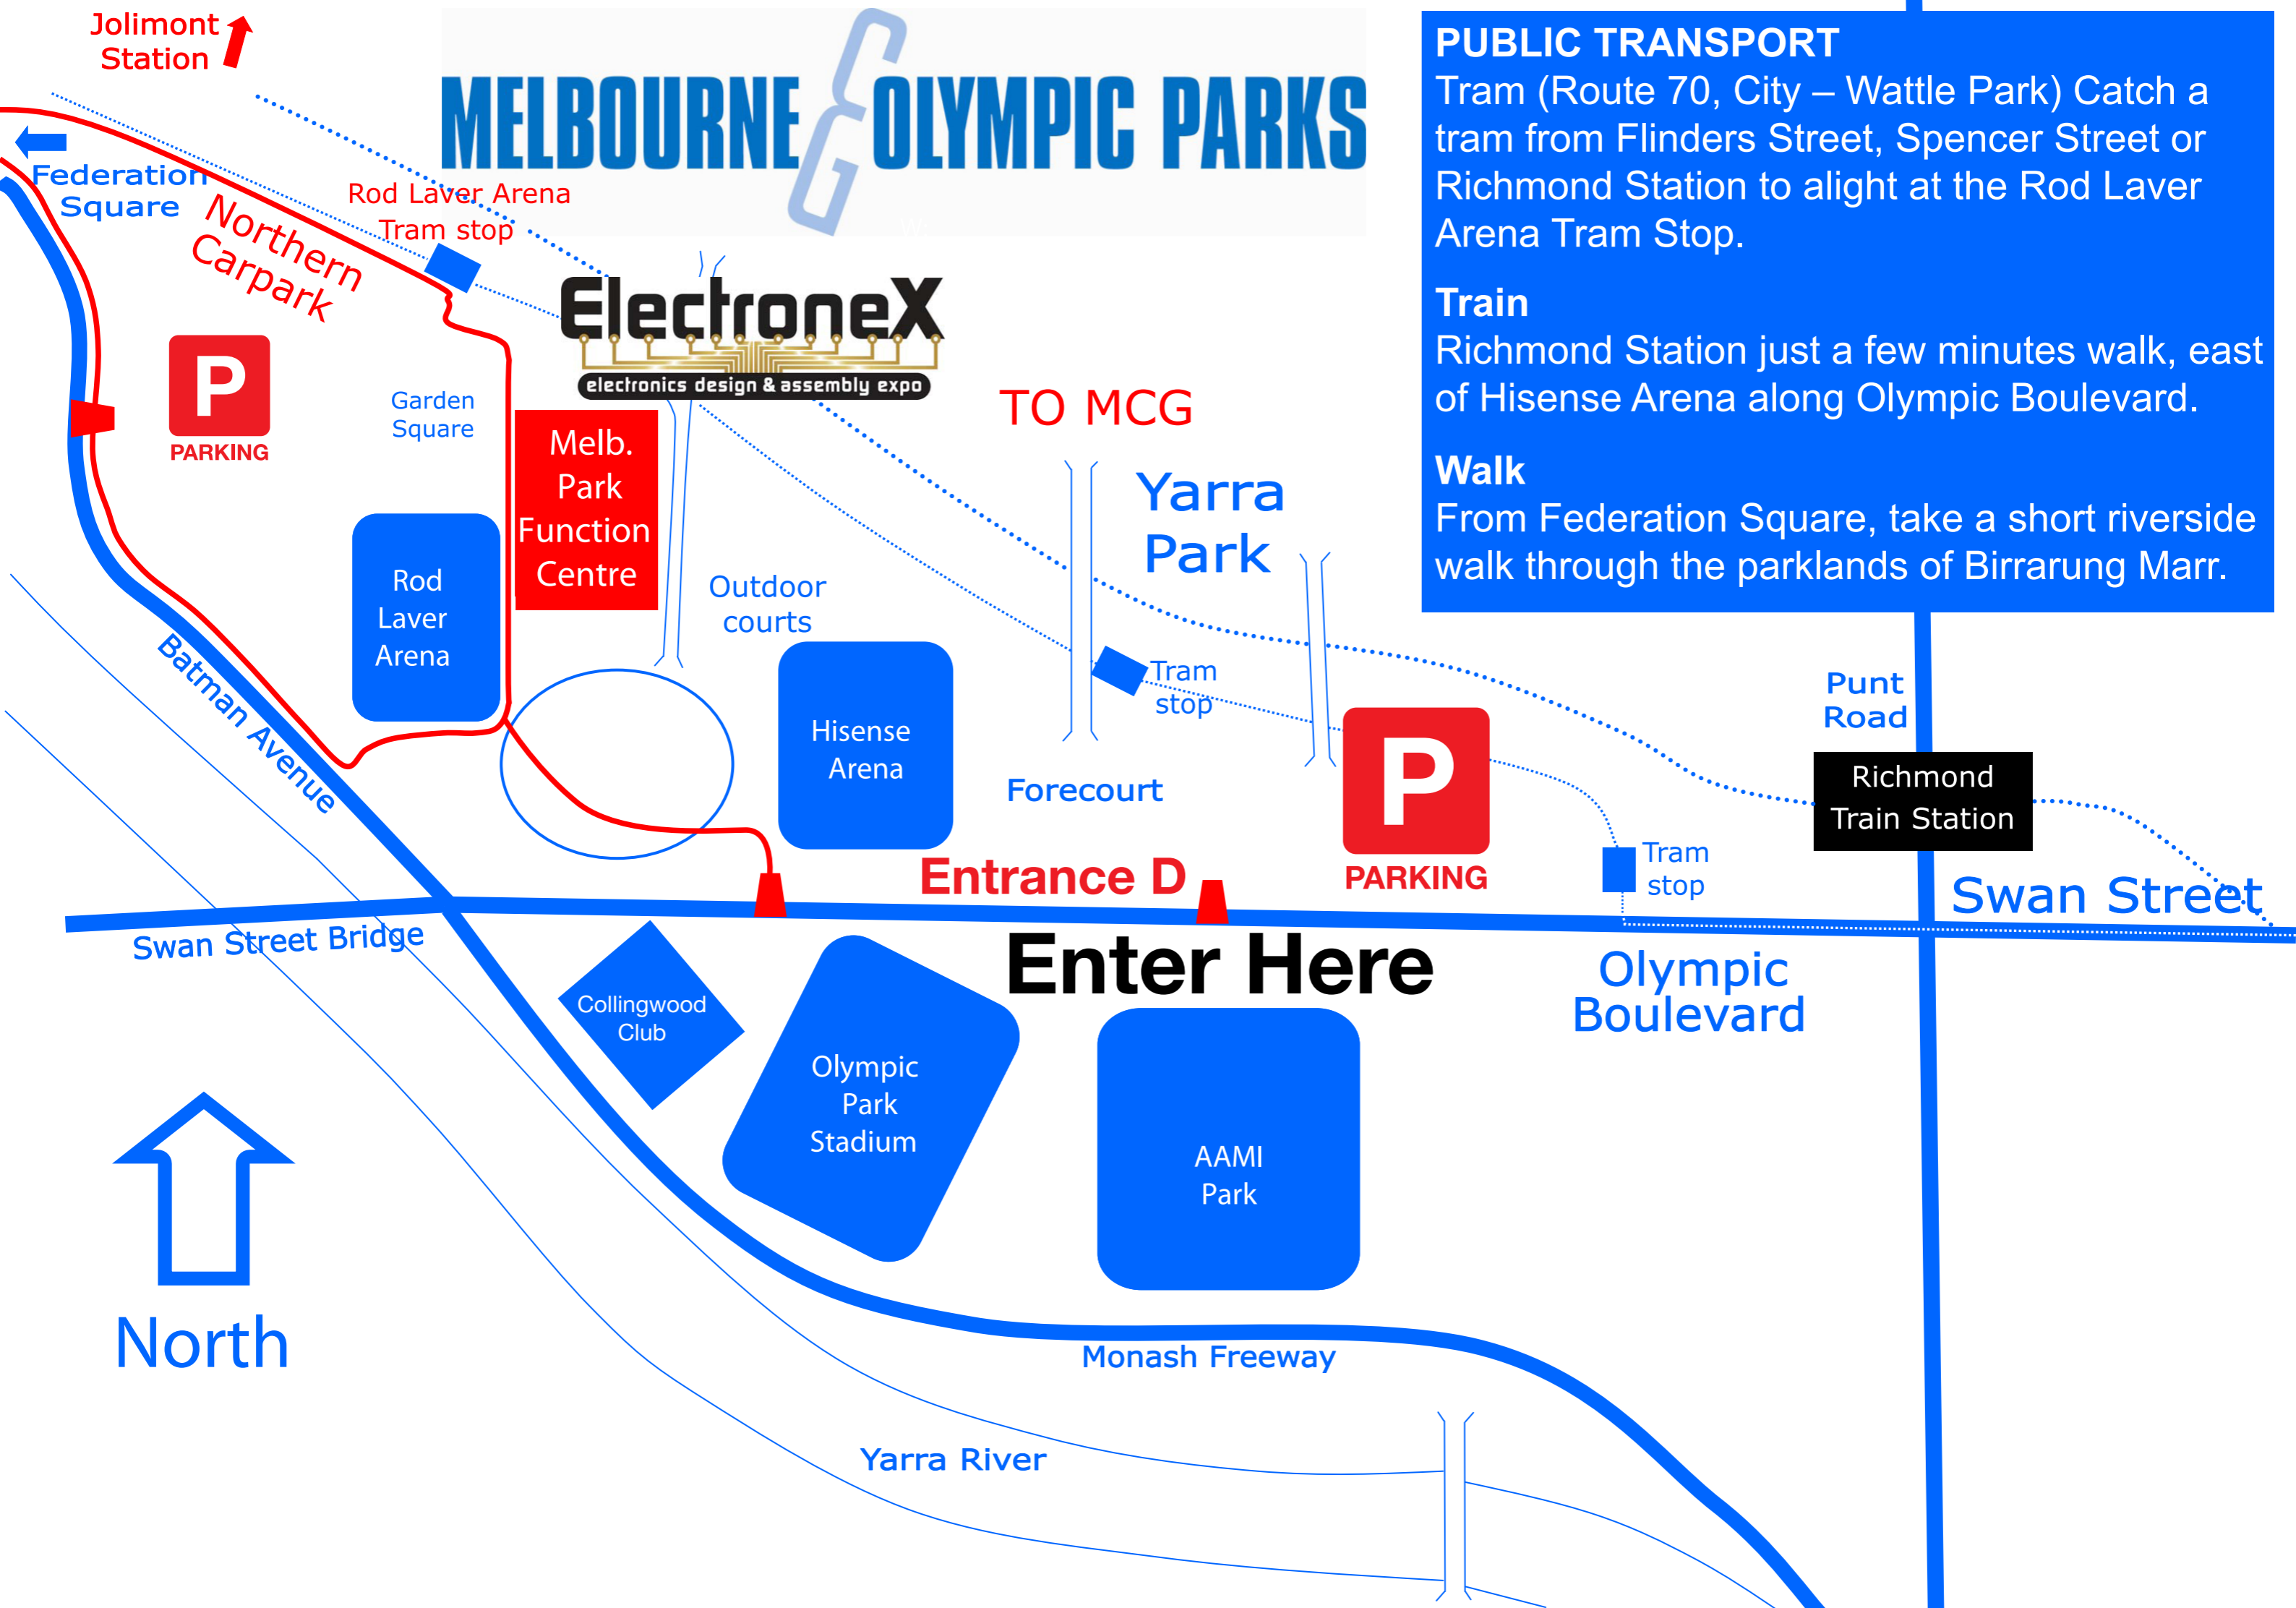 Jolimont
Station
MELBOURNE & OLYMPIC PARKS
Federation
Square
Northern
Carpark
Rod Laver Arena
Tram stop
P
PARKING
ElectroneX
electronics design & assembly expo
Garden
Square
Melb.
Park
Function
Centre
Rod
Laver
Arena
Outdoor
courts
TO MCG
Yarra
Park
PUBLIC TRANSPORT
Tram (Route 70, City – Wattle Park) Catch a
tram from Flinders Street, Spencer Street or
Richmond Station to alight at the Rod Laver
Arena Tram Stop.
Train
Richmond Station just a few minutes walk, east
of Hisense Arena along Olympic Boulevard.
Walk
From Federation Square, take a short riverside
walk through the parklands of Birrarung Marr.
Batman Avenue
Hisense
Arena
Tram
stop
Forecourt
P
PARKING
Punt
Road
Richmond
Train Station
Tram
stop
Entrance D
Swan Street
Swan Street Bridge
Enter Here
Olympic
Boulevard
Collingwood
Club
Olympic
Park
Stadium
AAMI
Park
North
Monash Freeway
Yarra River